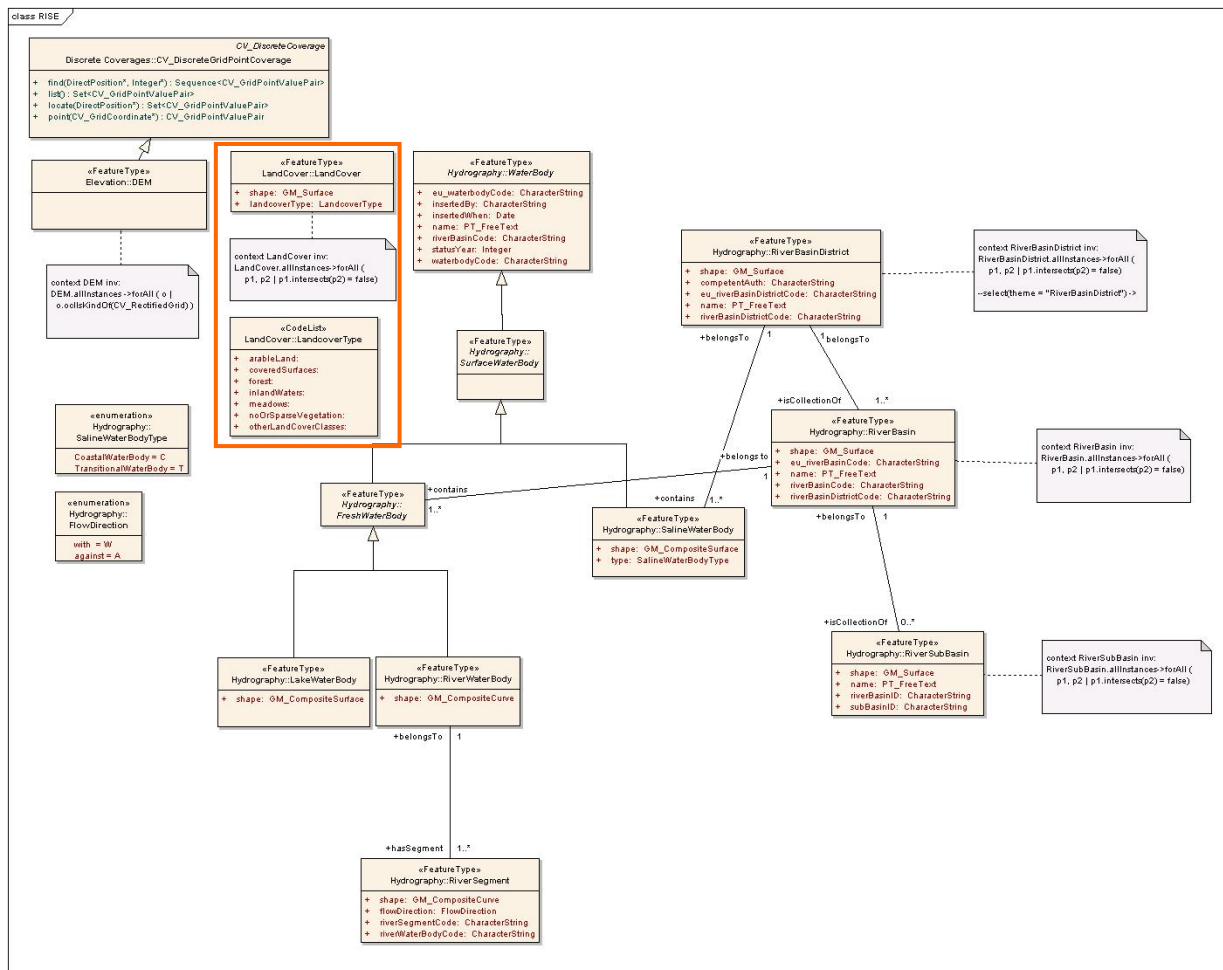 class RISE
CV_DiscreteCoverage
Discrete Coverages::CV_DiscreteGridPointCoverage
+ find(DirectPosition*, Integer*) : Sequence<CV_GridPointValuePair>
+ list() : Set<CV_GridPointValuePair>
+ locate(DirectPosition*) : Set<CV_GridPointValuePair>
+ point(CV_GridCoordinate*) : CV_GridPointValuePair
«FeatureType»
Elevation::DEM
context DEM inv:
DEM.allInstances ->forAll ( o |
o.oclIsKindOf(CV_RectifiedGrid) )
«FeatureType»
LandCover::LandCover
+ shape: GM_Surface
+ landcoverType: LandcoverType
context LandCover inv:
LandCover.allInstances->forAll (
p1, p2 | p1.intersects(p2) = false)
«CodeList»
LandCover::LandcoverType
+ arableLand:
+ coveredSurfaces:
+ forest:
+ inlandWaters:
+ meadows:
+ noOrSparseVegetation:
+ otherLandCoverClasses:
«FeatureType»
Hydrography::WaterBody
+ eu_waterbodyCode: CharacterString
+ insertedBy: CharacterString
+ insertedWhen: Date
+ name: PT_FreeText
+ riverBasinCode: CharacterString
+ statusYear: Integer
+ waterbodyCode: CharacterString
«FeatureType»
Hydrography::
SurfaceWaterBody
«FeatureType»
Hydrography::RiverBasinDistrict
+ shape: GM_Surface
+ competentAuth: CharacterString
+ eu_riverBasinDistrictCode: CharacterString
+ name: PT_FreeText
+ riverBasinDistrictCode: CharacterString
context RiverBasinDistrict inv:
RiverBasinDistrict.allInstances->forAll (
p1, p2 | p1.intersects(p2) = false)
--select(theme = "RiverBasinDistrict") ->
+belongsTo 1
1 +belongsTo
+isCollectionOf 1..*
«enumeration»
Hydrography::
SalineWaterBodyType
CoastalWaterBody = C
TransitionalWaterBody = T
«enumeration»
Hydrography::
FlowDirection
with = W
against = A
«FeatureType»
Hydrography::RiverBasin
+ shape: GM_Surface
+ eu_riverBasinCode: CharacterString
+ name: PT_FreeText
+ riverBasinCode: CharacterString
+ riverBasinDistrictCode: CharacterString
context RiverBasin inv:
RiverBasin.allInstances->forAll (
p1, p2 | p1.intersects(p2) = false)
+belongsto
1
+contains
1..*
«FeatureType»
Hydrography::
FreshWaterBody
+contains 1..*
«FeatureType»
Hydrography::SalineWaterBody
+ shape: GM_CompositeSurface
+ type: SalineWaterBodyType
+belongsTo 1
+isCollectionOf 0..*
«FeatureType»
Hydrography::RiverSubBasin
+ shape: GM_Surface
+ name: PT_FreeText
+ riverBasinID: CharacterString
+ subBasinID: CharacterString
context RiverSubBasin inv:
RiverSubBasin.allInstances->forAll (
p1, p2 | p1.intersects(p2) = false)
«FeatureType»
Hydrography::LakeWaterBody
+ shape: GM_CompositeSurface
«FeatureType»
Hydrography::RiverWaterBody
+ shape: GM_CompositeCurve
+belongsTo 1
+hasSegment 1..*
«FeatureType»
Hydrography::RiverSegment
+ shape: GM_CompositeCurve
+ flowDirection: FlowDirection
+ riverSegmentCode: CharacterString
+ riverWaterBodyCode: CharacterString